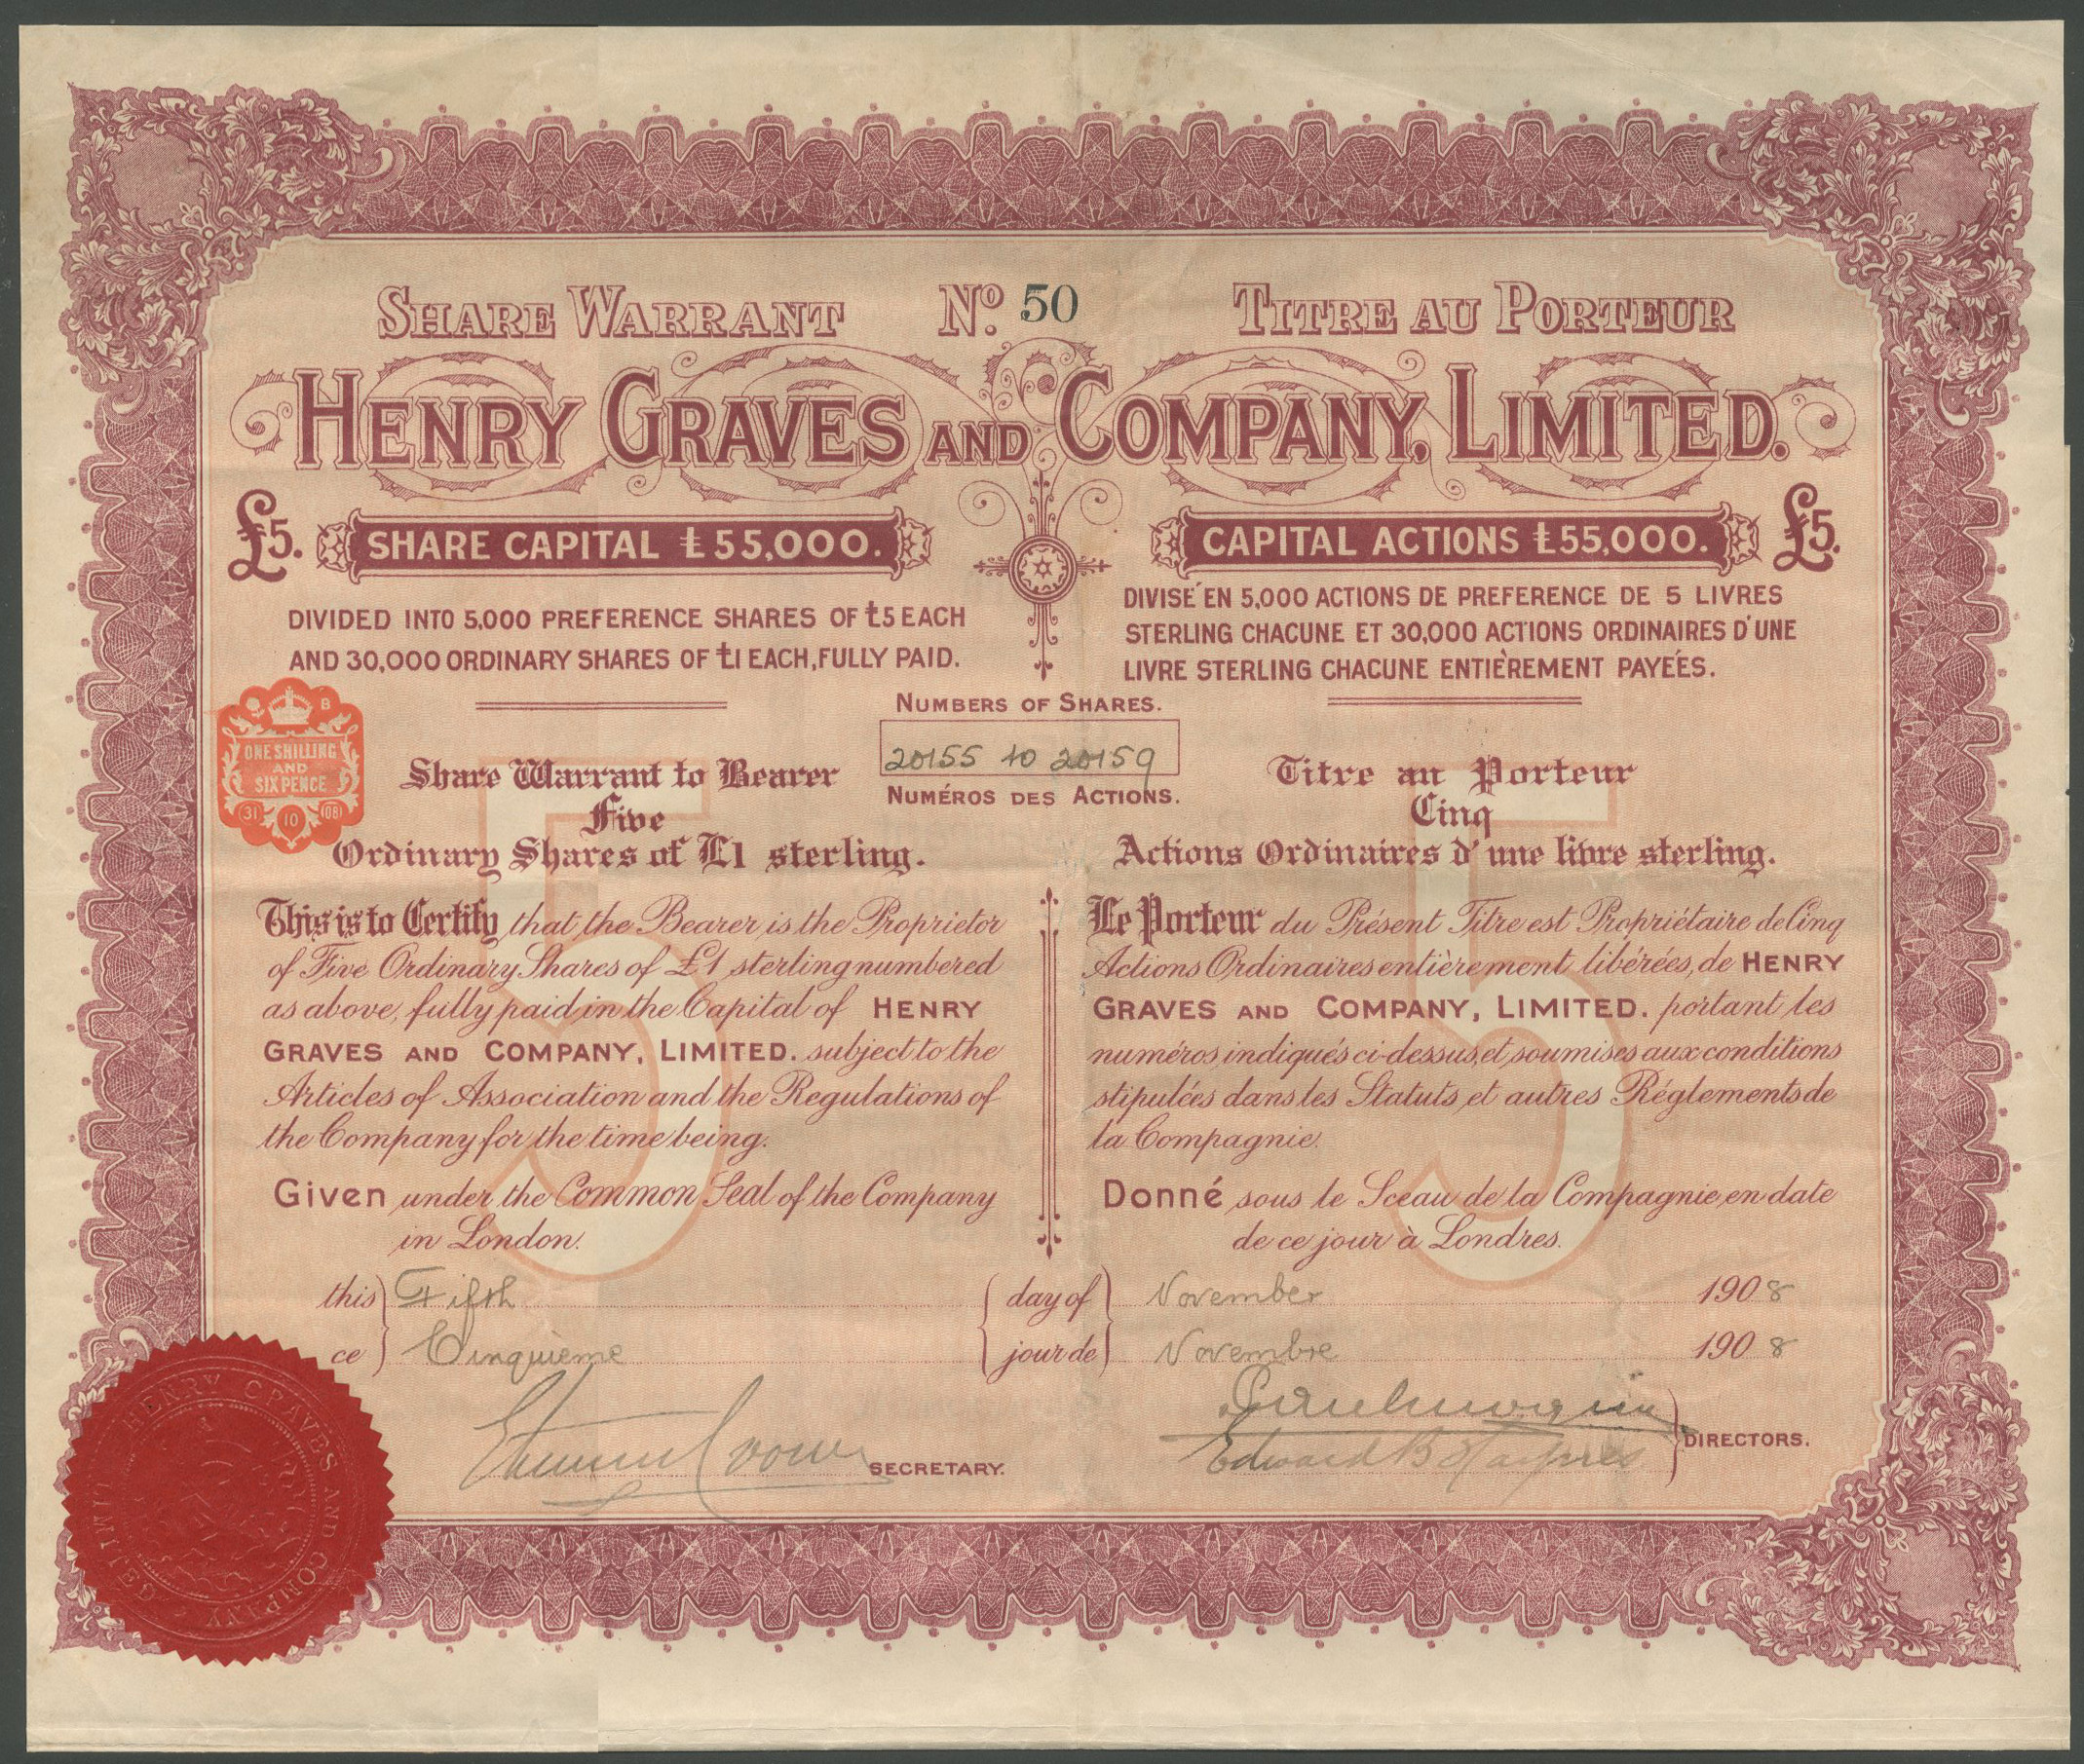 SHARE WARRANT No. 50 TITRE AU PORTEUR
HENRY GRAVES AND COMPANY, LIMITED.
£5. SHARE CAPITAL £55,000.
DIVIDED INTO 5,000 PREFERENCE SHARES OF £5 EACH
AND 30,000 ORDINARY SHARES OF £1 EACH, FULLY PAID.
CAPITAL ACTIONS £55,000. £5.
DIVISÉ EN 5,000 ACTIONS DE PREFERENCE DE 5 LIVRES
STERLING CHACUNE ET 30,000 ACTIONS ORDINAIRES D'UNE
LIVRE STERLING CHACUNE ENTIÈREMENT PAYÉES.
NUMBERS OF SHARES.
20155 to 20159
NUMÉROS DES ACTIONS.
B
ONE SHILLING
AND
SIX PENCE
31 10 08
Share Warrant to Bearer
Five
Ordinary Shares of £1 sterling.
This is to Certify that the Bearer is the Proprietor
of Five Ordinary Shares of £1 sterling numbered
as above, fully paid in the Capital of HENRY
GRAVES AND COMPANY, LIMITED. subject to the
Articles of Association and the Regulations of
the Company for the time being.
Given under the Common Seal of the Company
in London.
Titre au Porteur
Cinq
Actions Ordinaires d'une libre sterling.
Le Porteur du Présent Titre est Propriétaire de Cinq
Actions Ordinaires entièrement libérées, de HENRY
GRAVES AND COMPANY, LIMITED. portant les
numéros indiqués ci-dessus, et soumises aux conditions
stipulées dans les Statuts et autres Réglements de
la Compagnie.
Donné sous le Sceau de la Compagnie en date
de ce jour à Londres.
5 5
this Fifth day of November 1908
ce Cinquième jour de Novembre 1908
SECRETARY.
Edward B
DIRECTORS.
HENRY GRAVES AND COMPANY LIMITED